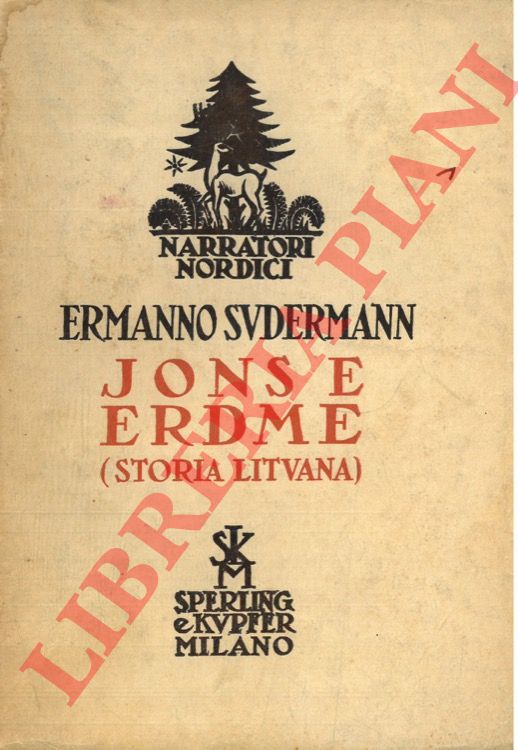 NARRATORI
NORDICI
ERMANNO SVDERMANN
JONS E
ERDME
(STORIA LITVANA)
SKM
SPERLING
e KVPFER
MILANO
LIBRERIA PIANI